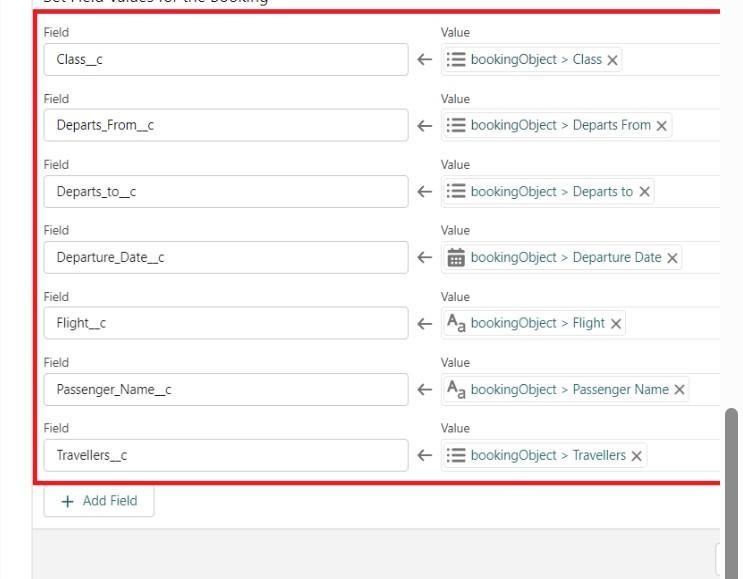 Set Field Values for the Booking
Field Value
Class__c bookingObject > Class
Field Value
Departs_From__c bookingObject > Departs From
Field Value
Departs_to__c bookingObject > Departs to
Field Value
Departure_Date__c bookingObject > Departure Date
Field Value
Flight__c Aa bookingObject > Flight
Field Value
Passenger_Name__c Aa bookingObject > Passenger Name
Field Value
Travellers__c bookingObject > Travellers
+ Add Field